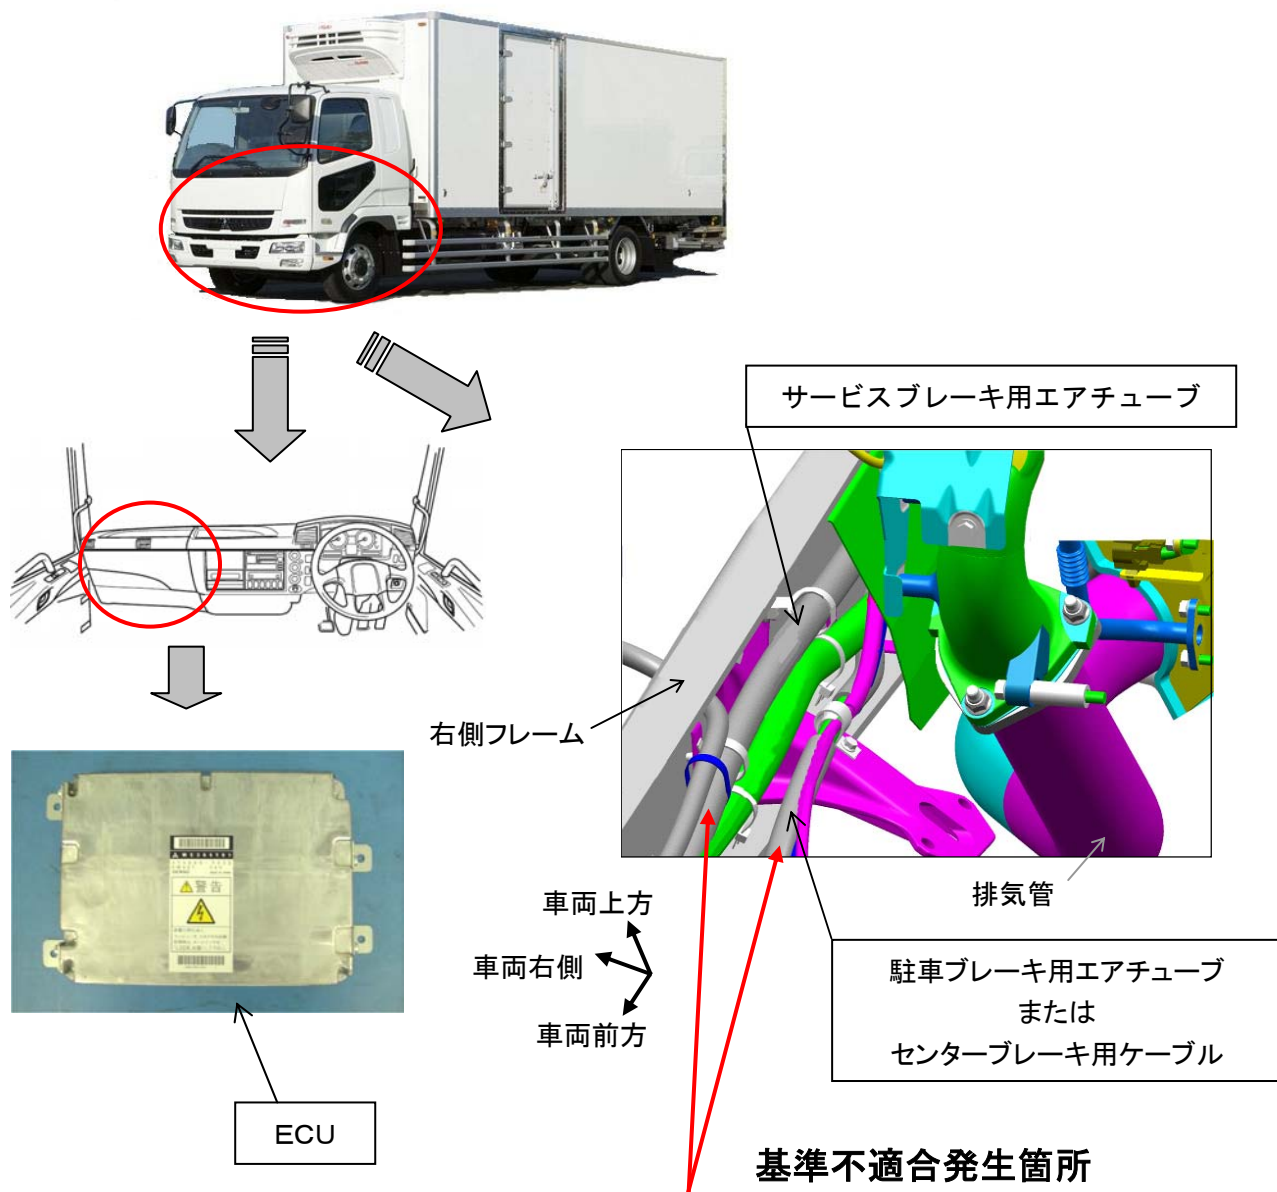 サービスブレーキ用エアチューブ
右側フレーム
排気管
車両上方
車両右側
車両前方
駐車ブレーキ用エアチューブ
または
センターブレーキ用ケーブル
警告
ECU
基準不適合発生箇所